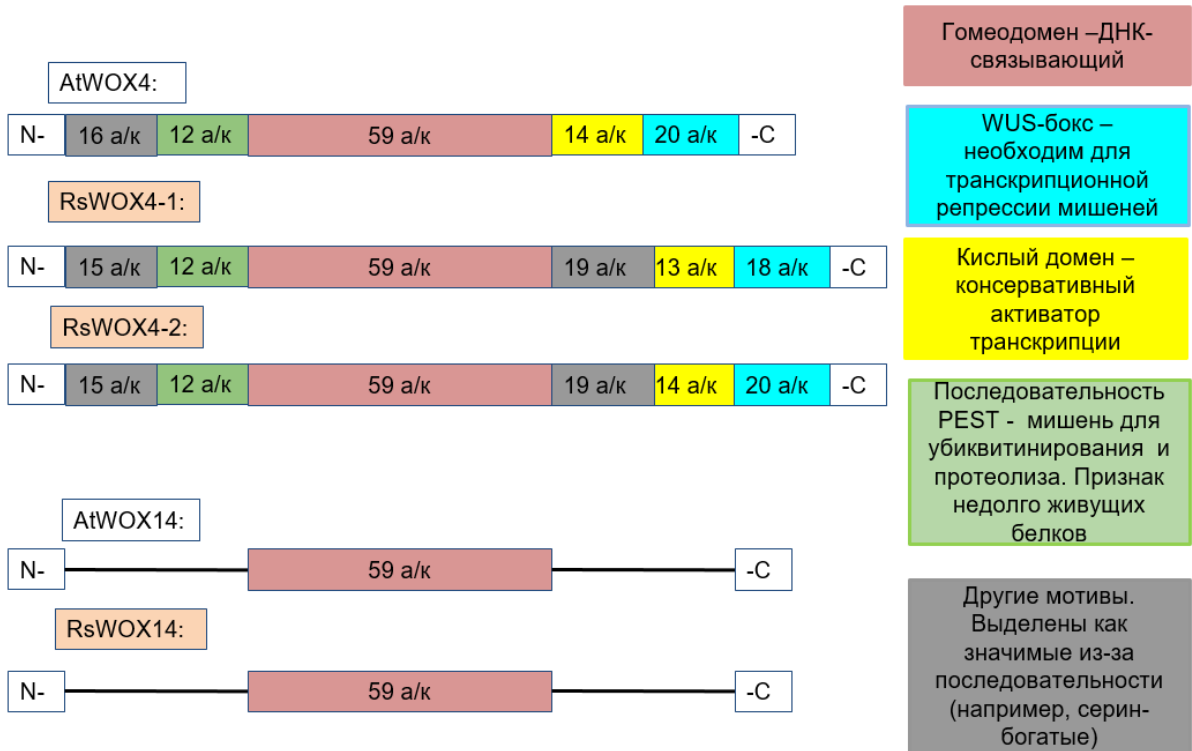 AtWOX4:
N- 16 а/к 12 а/к 59 а/к 14 а/к 20 а/к -C
RsWOX4-1:
N- 15 а/к 12 а/к 59 а/к 19 а/к 13 а/к 18 а/к -C
RsWOX4-2:
N- 15 а/к 12 а/к 59 а/к 19 а/к 14 а/к 20 а/к -C
AtWOX14:
N- 59 а/к -C
RsWOX14:
N- 59 а/к -C
Гомеодомен –ДНК-
связывающий
WUS-бокс –
необходим для
транскрипционной
репрессии мишеней
Кислый домен –
консервативный
активатор
транскрипции
Последовательность
PEST - мишень для
убиквитинирования и
протеолиза. Признак
недолго живущих
белков
Другие мотивы.
Выделены как
значимые из-за
последовательности
(например, серин-
богатые)